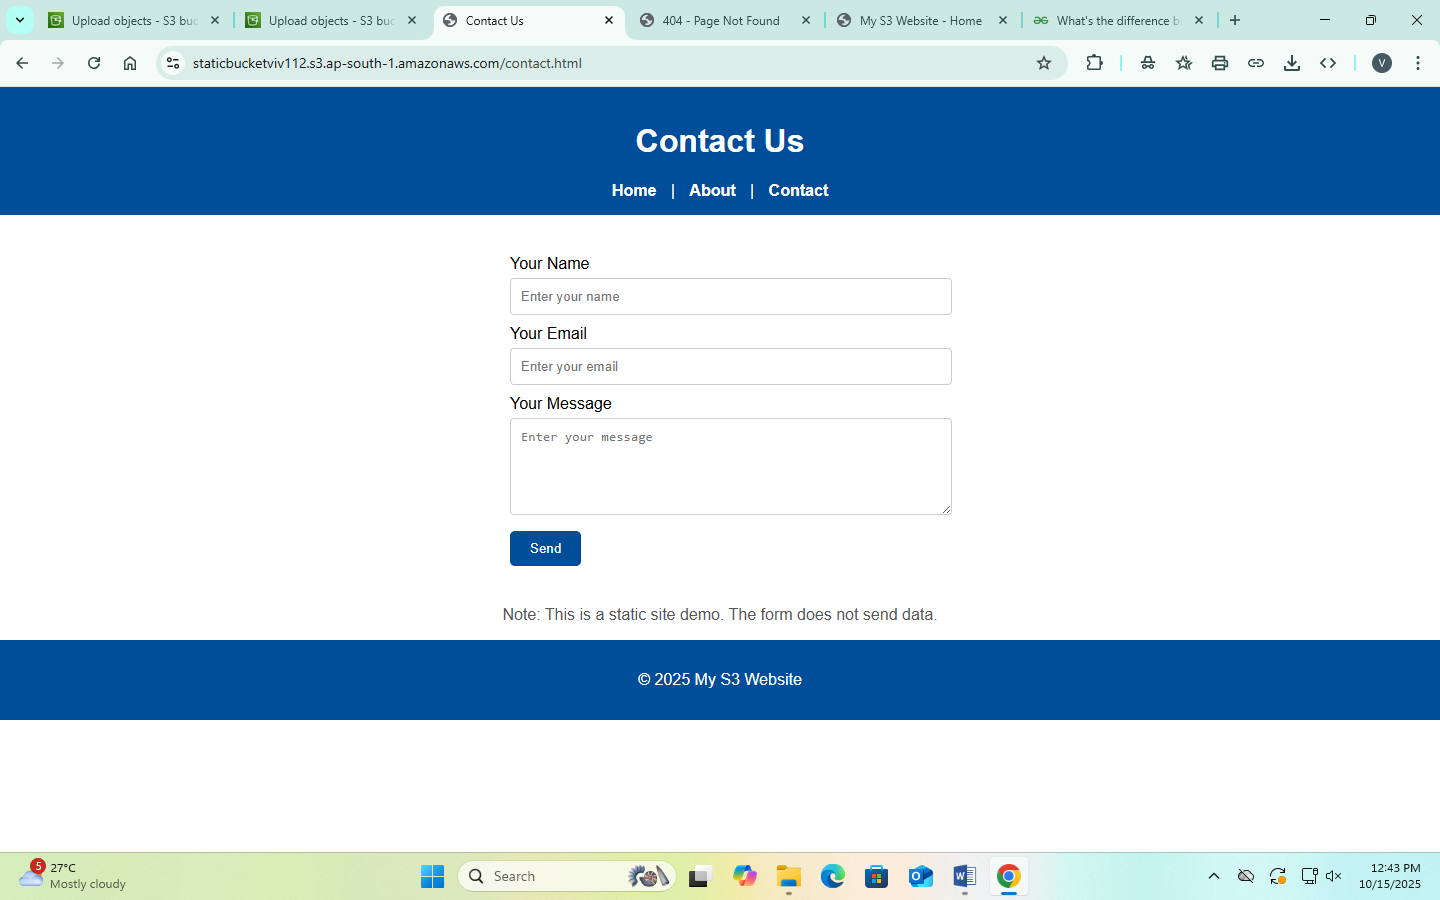 Upload objects - S3 buc
Upload objects - S3 buc
Contact Us
404 - Page Not Found
My S3 Website - Home
What's the difference b
staticbucketviv112.s3.ap-south-1.amazonaws.com/contact.html
V
Contact Us
Home | About | Contact
Your Name
Enter your name
Your Email
Enter your email
Your Message
Enter your message
Send
Note: This is a static site demo. The form does not send data.
© 2025 My S3 Website
5
27°C
Mostly cloudy
Search
12:43 PM
10/15/2025